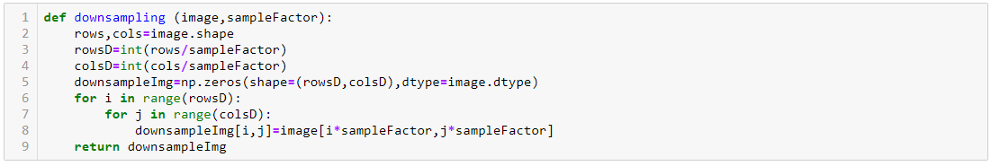 1 def downsampling (image,sampleFactor):
2     rows,cols=image.shape
3     rowsD=int(rows/sampleFactor)
4     colsD=int(cols/sampleFactor)
5     downsampleImg=np.zeros(shape=(rowsD,colsD),dtype=image.dtype)
6     for i in range(rowsD):
7         for j in range(colsD):
8             downsampleImg[i,j]=image[i*sampleFactor,j*sampleFactor]
9     return downsampleImg